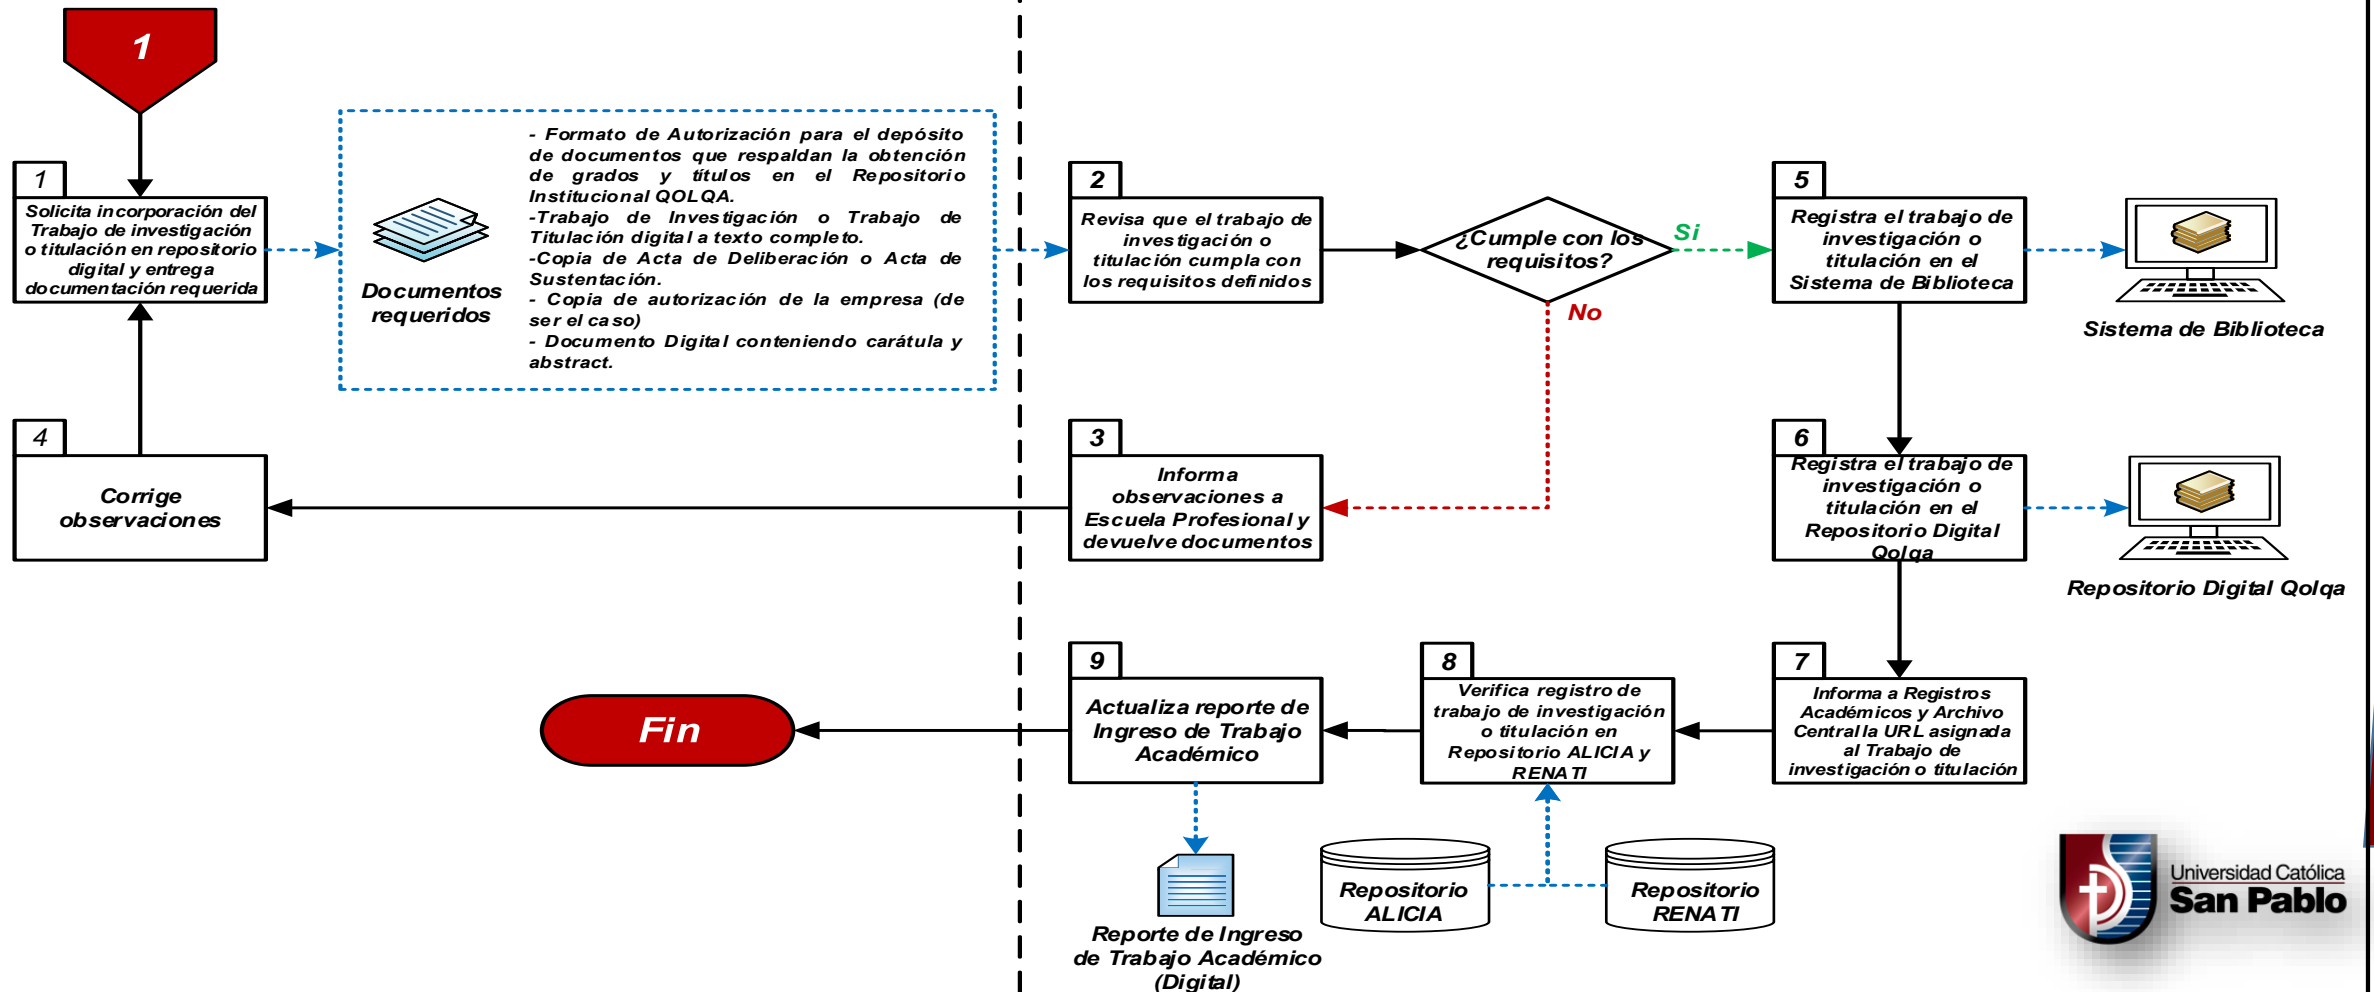 1
1
Solicita incorporación del
Trabajo de investigación
o titulación en repositorio
digital y entrega
documentación requerida
Documentos
requeridos
- Formato de Autorización para el depósito
de documentos que respaldan la obtención
de grados y títulos en el Repositorio
Institucional QOLQA.
-Trabajo de Investigación o Trabajo de
Titulación digital a texto completo.
-Copia de Acta de Deliberación o Acta de
Sustentación.
- Copia de autorización de la empresa (de
ser el caso)
- Documento Digital conteniendo carátula y
abstract.
2
Revisa que el trabajo de
investigación o
titulación cumpla con
los requisitos definidos
¿Cumple con los
requisitos?
Si
No
5
Registra el trabajo de
investigación o
titulación en el
Sistema de Biblioteca
Sistema de Biblioteca
4
Corrige
observaciones
3
Informa
observaciones a
Escuela Profesional y
devuelve documentos
6
Registra el trabajo de
investigación o
titulación en el
Repositorio Digital
Qolqa
Repositorio Digital Qolqa
Fin
9
Actualiza reporte de
Ingreso de Trabajo
Académico
8
Verifica registro de
trabajo de investigación
o titulación en
Repositorio ALICIA y
RENATI
7
Informa a Registros
Académicos y Archivo
Central la URL asignada
al Trabajo de
investigación o titulación
Reporte de Ingreso
de Trabajo Académico
(Digital)
Repositorio
ALICIA
Repositorio
RENATI
Universidad Católica
San Pablo